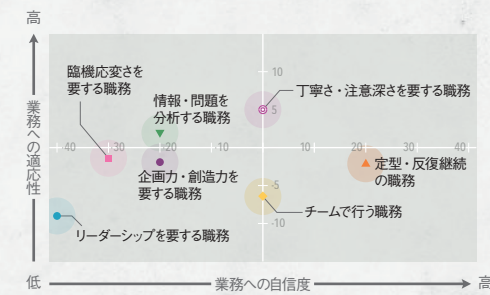 高
業務への適応性
低
臨機応変さを
要する職務
情報・問題を
分析する職務
丁寧さ・注意深さを要する職務
企画力・創造力を
要する職務
定型・反復継続
の職務
チームで行う職務
リーダーシップを要する職務
10
5
-40
-30
-20
-10
10
20
30
40
-5
-10
業務への自信度
高